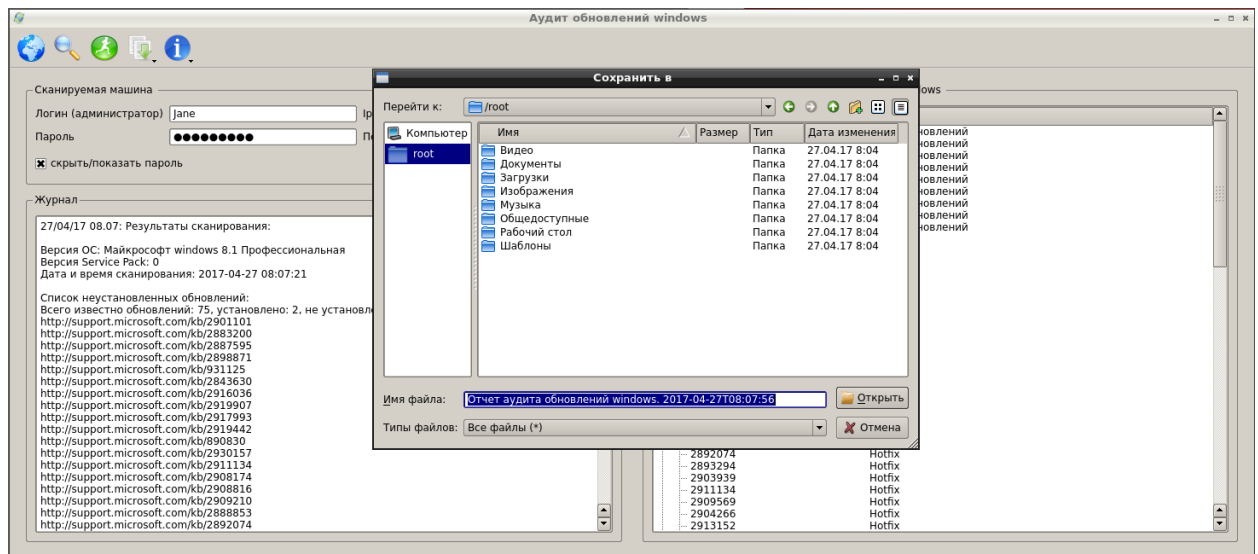 Аудит обновлений windows
Сканируемая машина
Логин (администратор) Jane Ip
Пароль ●●●●●●●●●
скрыть/показать пароль
Журнал
27/04/17 08.07: Результаты сканирования:
Версия ОС: Майкрософт windows 8.1 Профессиональная
Версия Service Pack: 0
Дата и время сканирования: 2017-04-27 08:07:21
Список неустановленных обновлений:
Всего известно обновлений: 75, установлено: 2, не установле
http://support.microsoft.com/kb/2901101
http://support.microsoft.com/kb/2883200
http://support.microsoft.com/kb/2887595
http://support.microsoft.com/kb/2898871
http://support.microsoft.com/kb/931125
http://support.microsoft.com/kb/2843630
http://support.microsoft.com/kb/2916036
http://support.microsoft.com/kb/2919907
http://support.microsoft.com/kb/2917993
http://support.microsoft.com/kb/2919442
http://support.microsoft.com/kb/890830
http://support.microsoft.com/kb/2930157
http://support.microsoft.com/kb/2911134
http://support.microsoft.com/kb/2908174
http://support.microsoft.com/kb/2908816
http://support.microsoft.com/kb/2909210
http://support.microsoft.com/kb/2888853
http://support.microsoft.com/kb/2892074
Сохранить в
Перейти к: /root
Компьютер
root
Имя Размер Тип Дата изменения
Видео Папка 27.04.17 8:04
Документы Папка 27.04.17 8:04
Загрузки Папка 27.04.17 8:04
Изображения Папка 27.04.17 8:04
Музыка Папка 27.04.17 8:04
Общедоступные Папка 27.04.17 8:04
Рабочий стол Папка 27.04.17 8:04
Шаблоны Папка 27.04.17 8:04
Имя файла: Отчет аудита обновлений windows. 2017-04-27T08:07:56 Открыть
Типы файлов: Все файлы (*) Отмена
ows
новлений
новлений
новлений
новлений
новлений
новлений
новлений
новлений
новлений
2892074 Hotfix
2893294 Hotfix
2903939 Hotfix
2911134 Hotfix
2909569 Hotfix
2904266 Hotfix
2913152 Hotfix